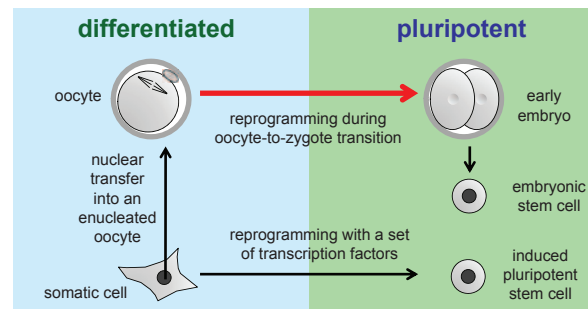 differentiated
pluripotent
oocyte
reprogramming during
oocyte-to-zygote transition
early
embryo
nuclear
transfer
into an
enucleated
oocyte
embryonic
stem cell
reprogramming with a set
of transcription factors
somatic cell
induced
pluripotent
stem cell